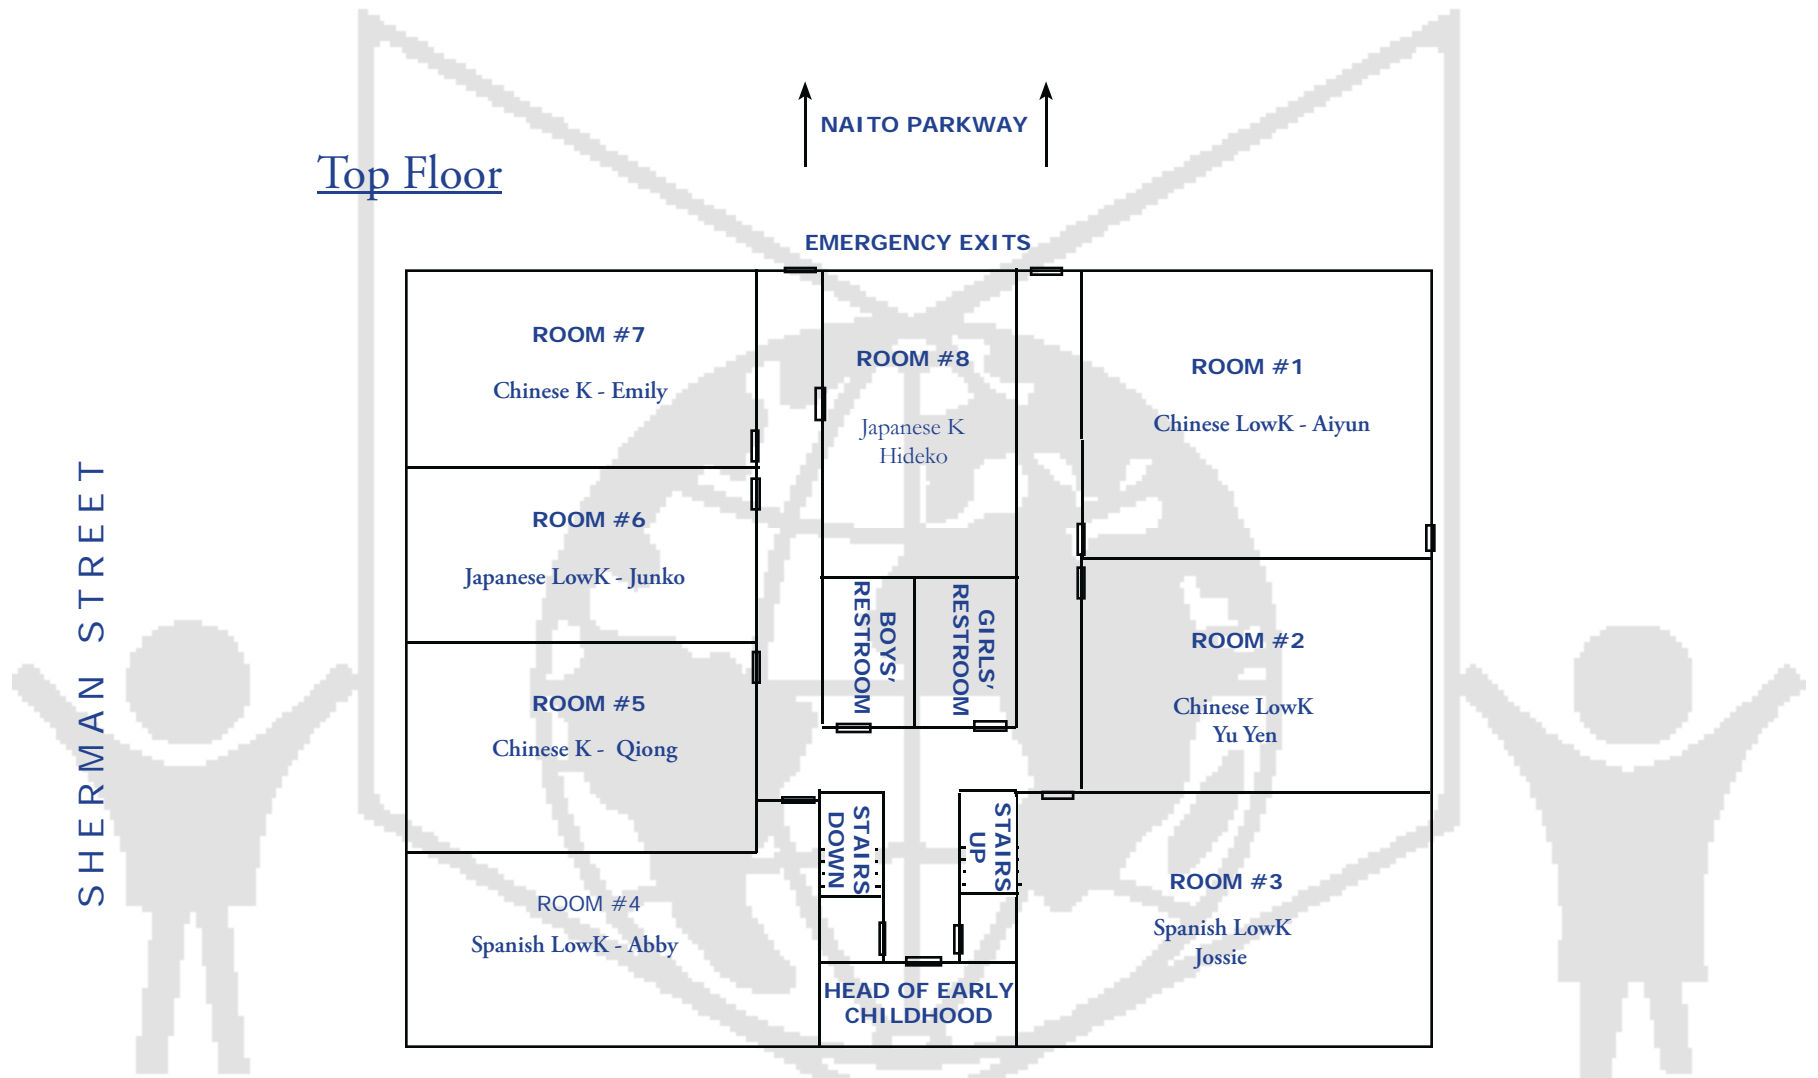 NAITO PARKWAY
Top Floor
EMERGENCY EXITS
ROOM #7
Chinese K - Emily
ROOM #8
Japanese K
Hideko
ROOM #1
Chinese LowK - Aiyun
SHERMAN STREET
ROOM #6
Japanese LowK - Junko
BOYS'
RESTROOM
GIRLS'
RESTROOM
ROOM #2
Chinese LowK
Yu Yen
ROOM #5
Chinese K - Qiong
STAIRS
DOWN
STAIRS
UP
ROOM #3
Spanish LowK
Jossie
ROOM #4
Spanish LowK - Abby
HEAD OF EARLY
CHILDHOOD